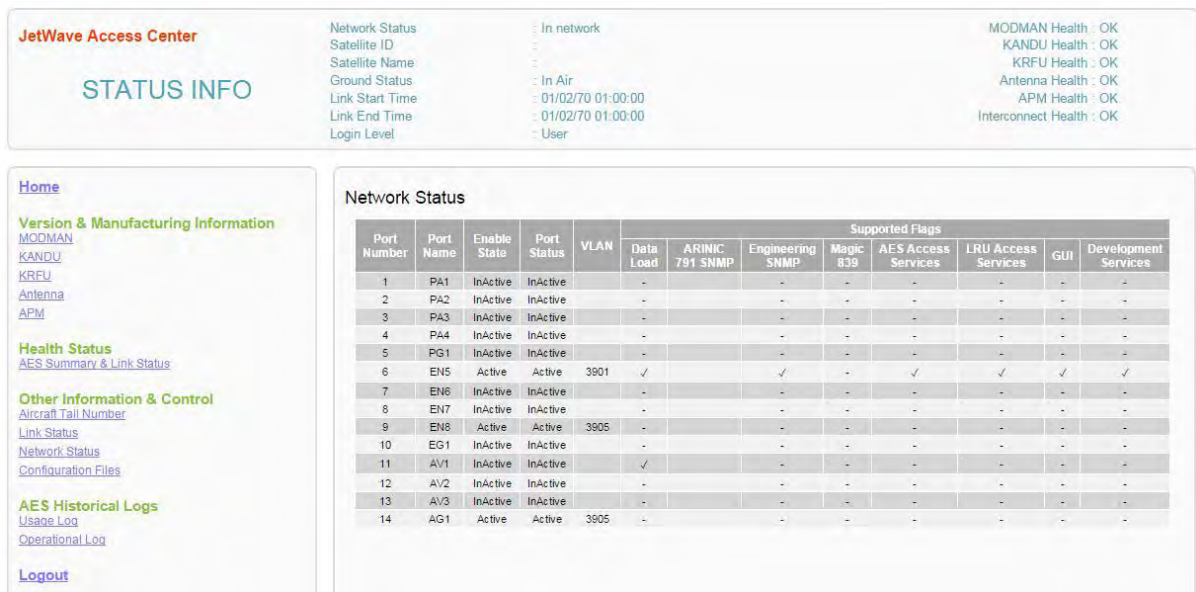 JetWave Access Center
STATUS INFO
Network Status : In network
Satellite ID :
Satellite Name :
Ground Status : In Air
Link Start Time : 01/02/70 01:00:00
Link End Time : 01/02/70 01:00:00
Login Level : User
MODMAN Health : OK
KANDU Health : OK
KRFU Health : OK
Antenna Health : OK
APM Health : OK
Interconnect Health : OK
Home
Version & Manufacturing Information
MODMAN
KANDU
KRFU
Antenna
APM
Health Status
AES Summary & Link Status
Other Information & Control
Aircraft Tail Number
Link Status
Network Status
Configuration Files
AES Historical Logs
Usage Log
Operational Log
Logout
Network Status
Port Number Port Name Enable State Port Status VLAN Supported Flags
Data Load ARINIC 791 SNMP Engineering SNMP Magic 839 AES Access Services LRU Access Services GUI Development Services
1 PA1 InActive InActive - - - - - - -
2 PA2 InActive InActive - - - - - - -
3 PA3 InActive InActive - - - - - - -
4 PA4 InActive InActive - - - - - - -
5 PG1 InActive InActive - - - - - - -
6 EN5 Active Active 3901 ✓ ✓ - ✓ ✓ ✓ ✓
7 EN6 InActive InActive - - - - - - -
8 EN7 InActive InActive - - - - - - -
9 EN8 Active Active 3905 - - - - - - -
10 EG1 InActive InActive - - - - - - -
11 AV1 InActive InActive ✓ - - - - - -
12 AV2 InActive InActive - - - - - - -
13 AV3 InActive InActive - - - - - - -
14 AG1 Active Active 3905 - - - - - - -